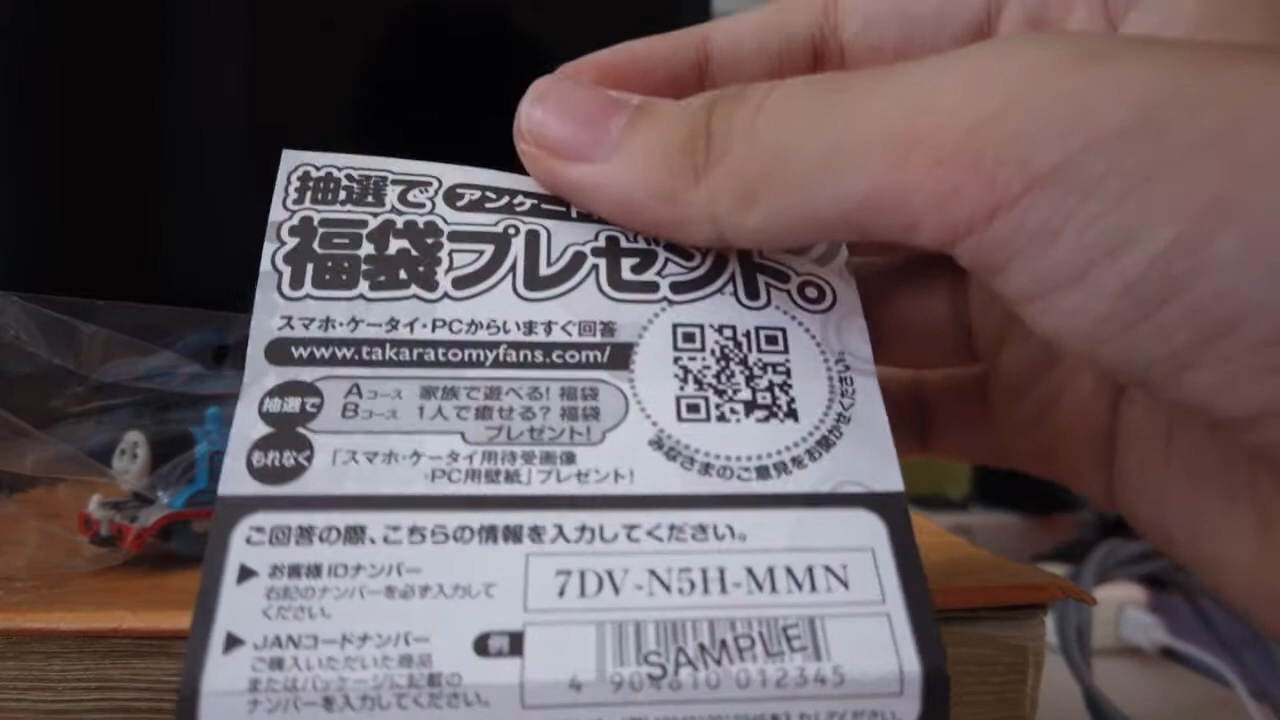 抽選で アンケート
福袋プレゼント。
スマホ・ケータイ・PCからいますぐ回答
www.takaratomyfans.com/
抽選で
Aコース 家族で遊べる! 福袋
Bコース 1人で癒せる? 福袋
プレゼント!
もれなく
「スマホ・ケータイ用待受画像
・PC用壁紙」プレゼント!
みなさまのご意見をお聞かせください。
ご回答の際、こちらの情報を入力してください。
▶ お客様IDナンバー
右記のナンバーを必ず入力して
ください。
7DV-N5H-MMN
▶ JANコードナンバー
ご購入いただいた商品
またはパッケージに記載の
ナンバーを入力してください。
例
SAMPLE
4 904810 012345